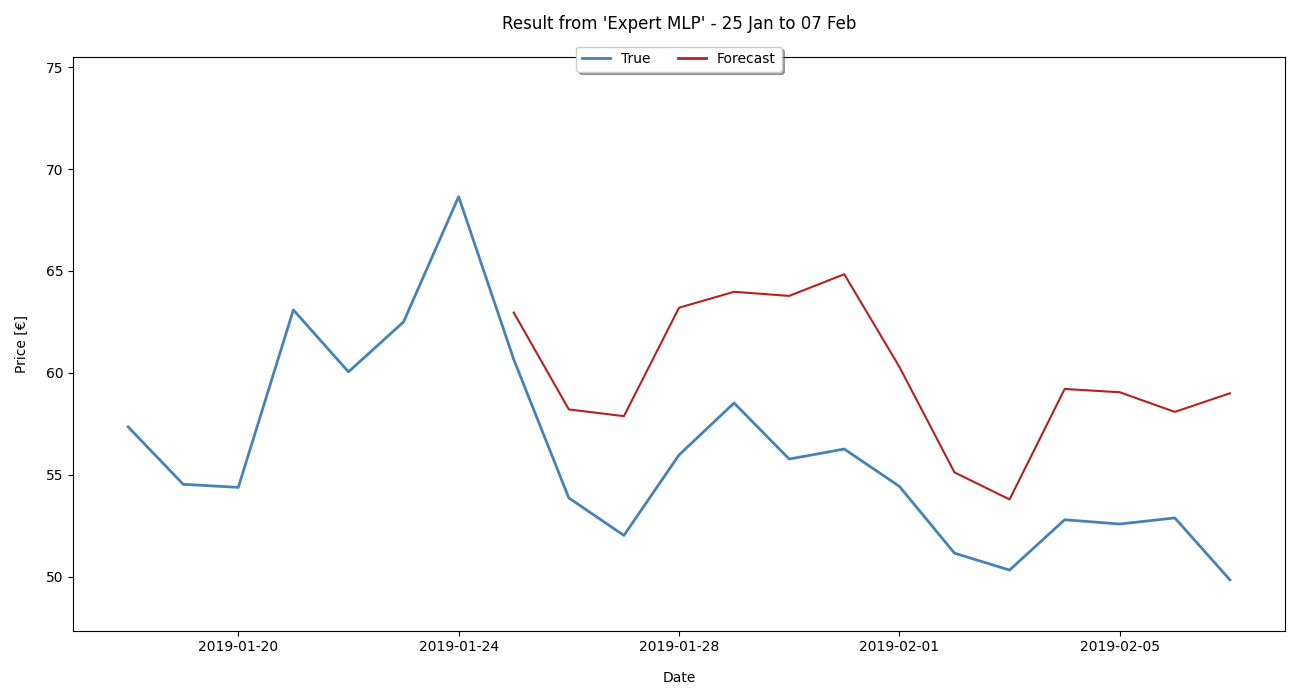 Result from 'Expert MLP' - 25 Jan to 07 Feb
True Forecast
75
70
65
60
55
50
Price [€]
2019-01-20 2019-01-24 2019-01-28 2019-02-01 2019-02-05
Date